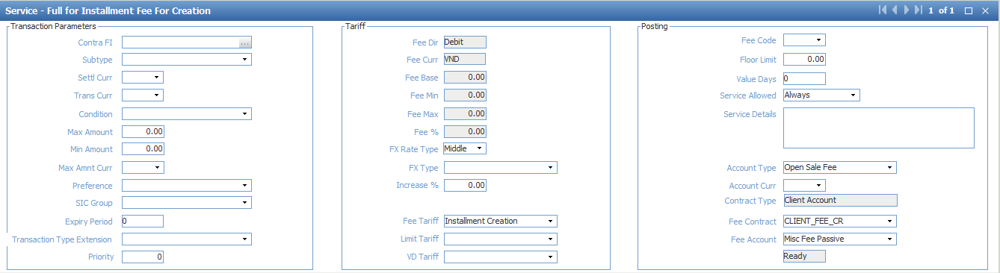 Service - Full for Installment Fee For Creation
1 of 1
Transaction Parameters
Contra FI ...
Subtype
Settl Curr
Trans Curr
Condition
Max Amount 0.00
Min Amount 0.00
Max Amnt Curr
Preference
SIC Group
Expiry Period 0
Transaction Type Extension
Priority 0
Tariff
Fee Dir Debit
Fee Curr VND
Fee Base 0.00
Fee Min 0.00
Fee Max 0.00
Fee % 0.00
FX Rate Type Middle
FX Type
Increase % 0.00
Fee Tariff Installment Creation
Limit Tariff
VD Tariff
Posting
Fee Code
Floor Limit 0.00
Value Days 0
Service Allowed Always
Service Details
Account Type Open Sale Fee
Account Curr
Contract Type Client Account
Fee Contract CLIENT_FEE_CR
Fee Account Misc Fee Passive
Ready